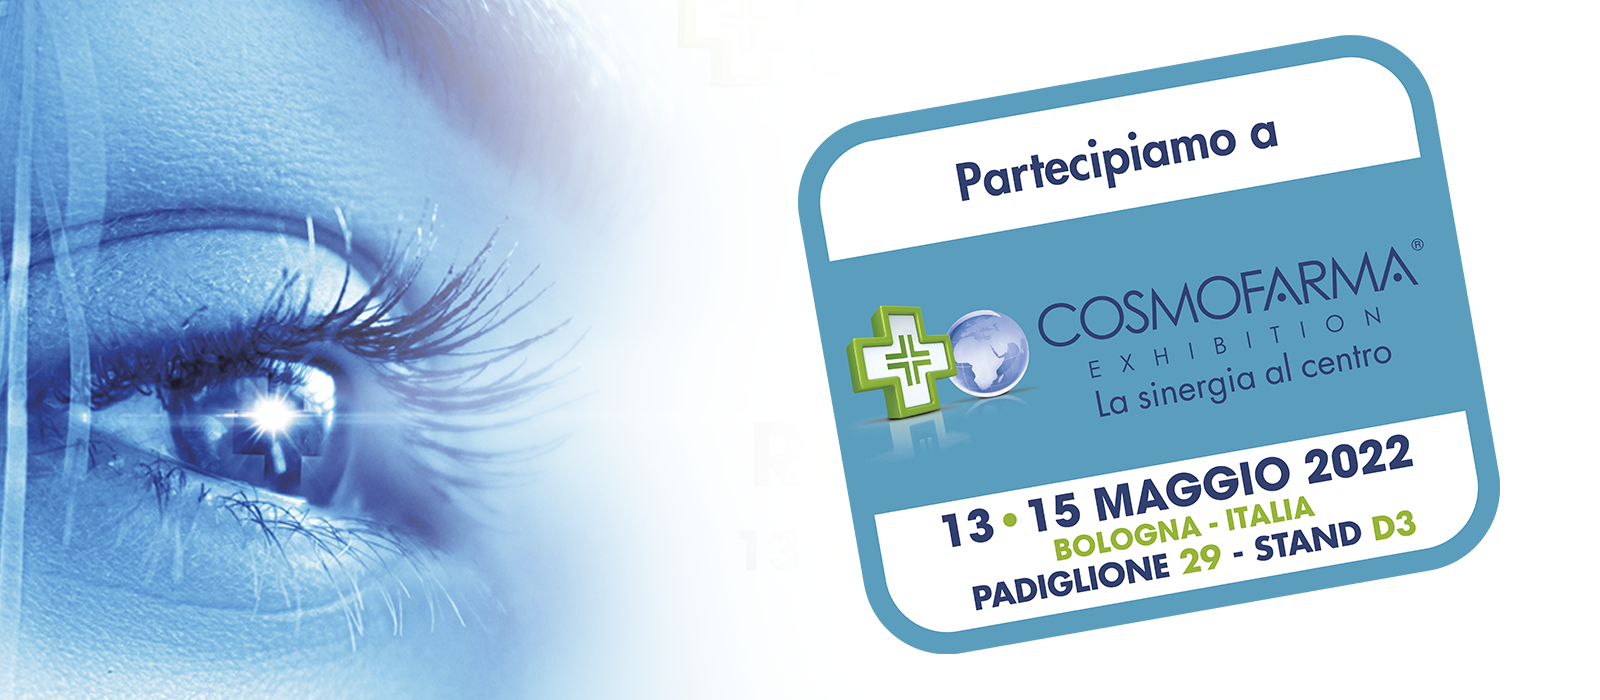 Partecipiamo a
COSMOFARMA®
EXHIBITION
La sinergia al centro
13 • 15 MAGGIO 2022
BOLOGNA - ITALIA
PADIGLIONE 29 - STAND D3